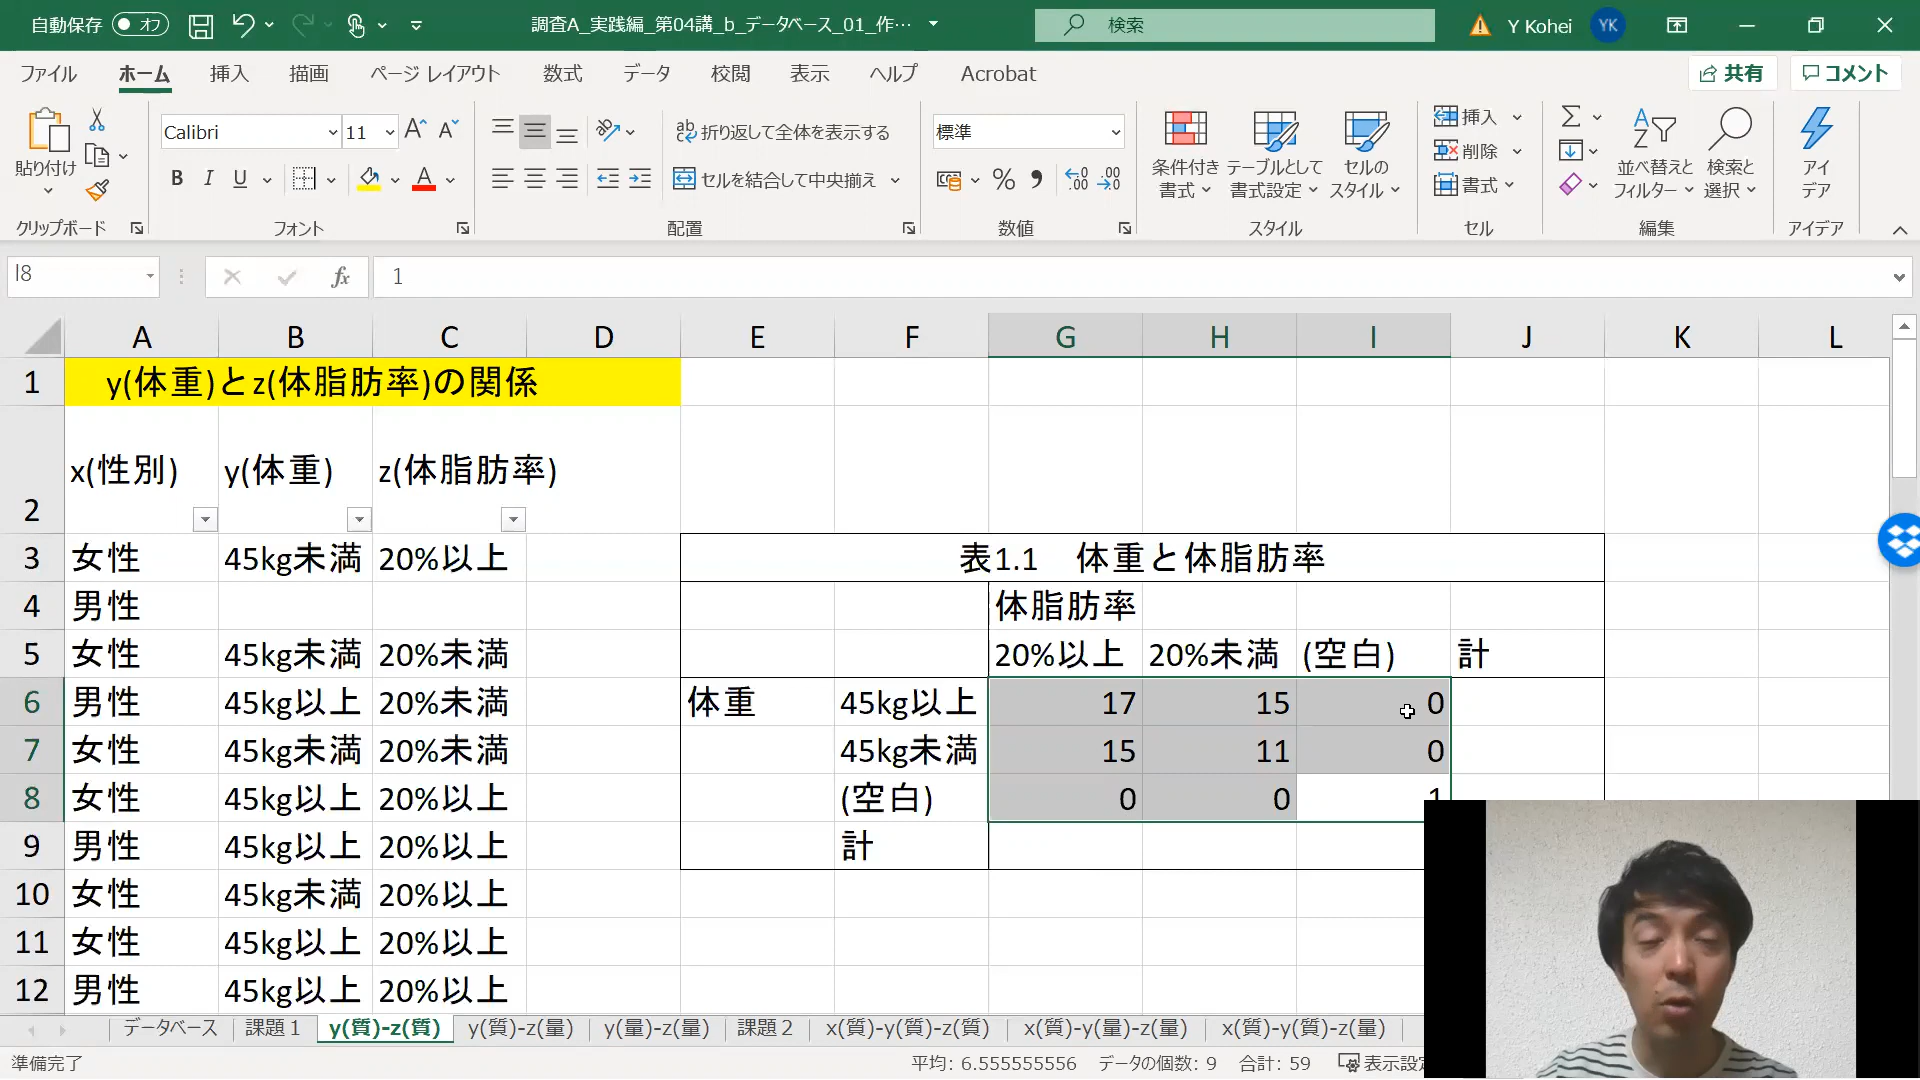 自動保存 オフ 調査A_実践編_第04講_b_データベース_01_作… 検索 Y Kohei YK
ファイル ホーム 挿入 描画 ページ レイアウト 数式 データ 校閲 表示 ヘルプ Acrobat 共有 コメント
貼り付け Calibri 11 折り返して全体を表示する 標準 条件付き書式 テーブルとして書式設定 セルのスタイル 挿入 並べ替えとフィルター 検索と選択 アイデア
B I U セルを結合して中央揃え 削除
書式
クリップボード フォント 配置 数値 スタイル セル 編集 アイデア
I8 fx 1
A B C D E F G H I J K L
1 y(体重)とz(体脂肪率)の関係
2 x(性別) y(体重) z(体脂肪率)
3 女性 45kg未満 20%以上 表1.1 体重と体脂肪率
4 男性 体脂肪率
5 女性 45kg未満 20%未満 20%以上 20%未満 (空白) 計
6 男性 45kg以上 20%未満 体重 45kg以上 17 15 0
7 女性 45kg未満 20%未満 45kg未満 15 11 0
8 女性 45kg以上 20%以上 (空白) 0 0 1
9 男性 45kg以上 20%以上 計
10 女性 45kg未満 20%以上
11 女性 45kg以上 20%以上
12 男性 45kg以上 20%以上
データベース 課題1 y(質)-z(質) y(質)-z(量) y(量)-z(量) 課題2 x(質)-y(質)-z(質) x(質)-y(量)-z(量) x(質)-y(質)-z(量)
準備完了 平均: 6.555555556 データの個数: 9 合計: 59 表示設定